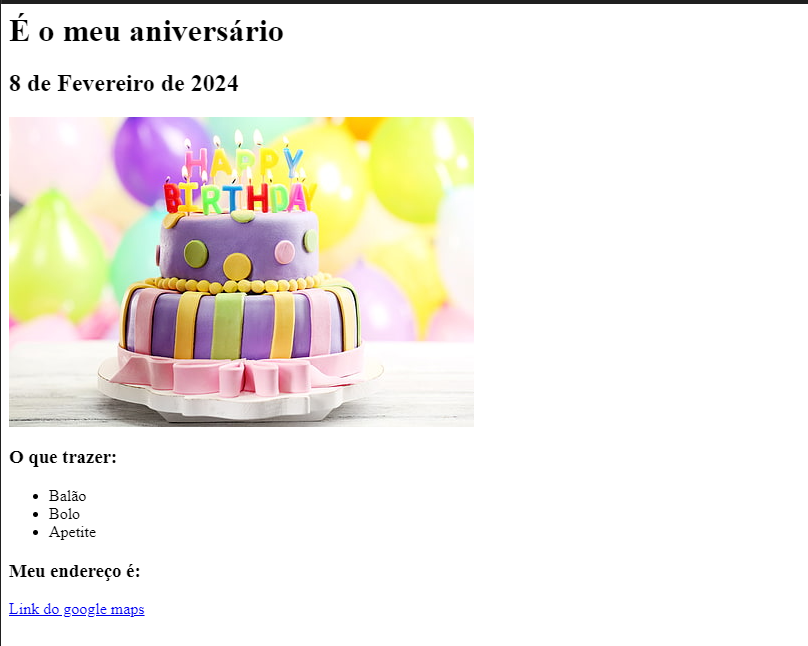 É o meu aniversário
8 de Fevereiro de 2024
HAPPY
BIRTHDAY
O que trazer:
Balão
Bolo
Apetite
Meu endereço é:
Link do google maps